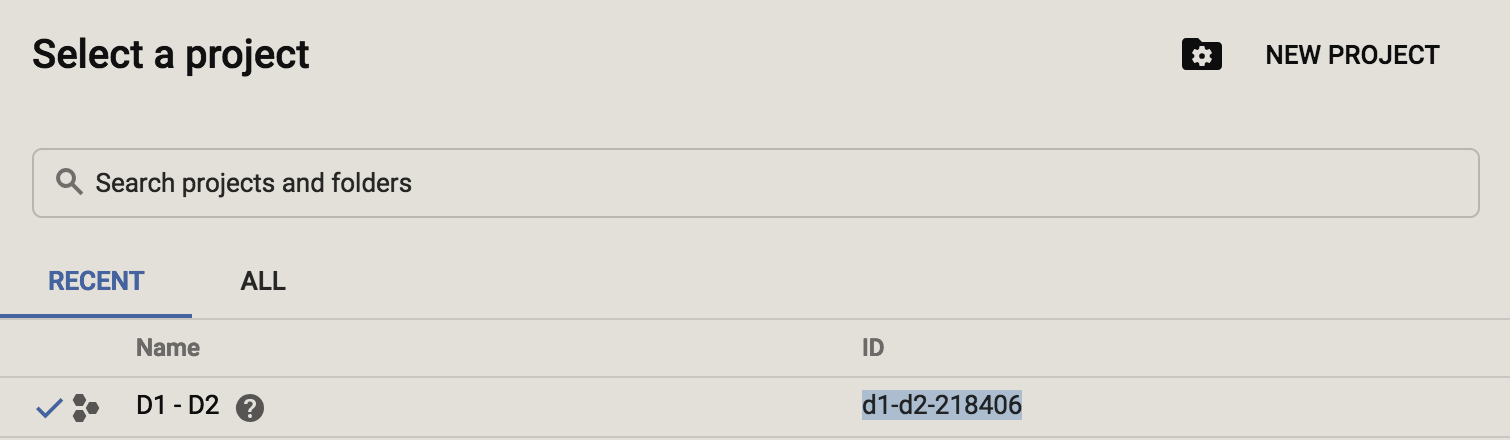 Select a project
NEW PROJECT
Search projects and folders
RECENT ALL
Name ID
D1 - D2 ? d1-d2-218406